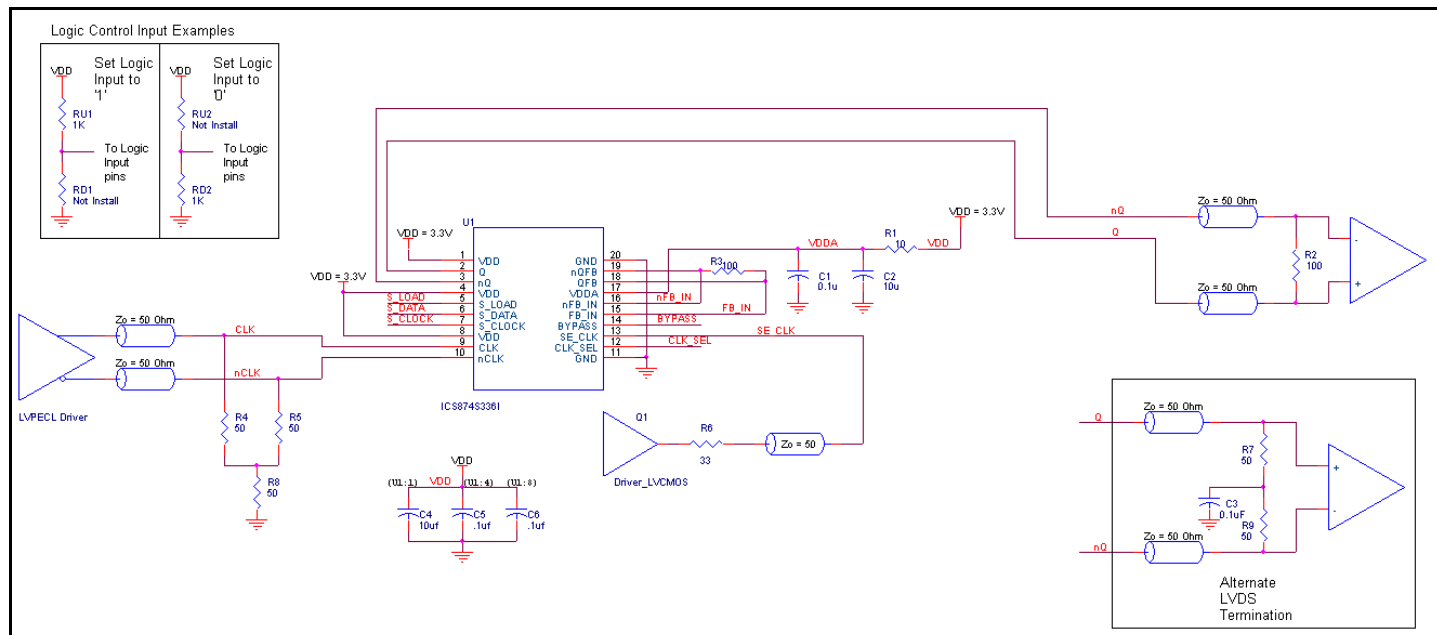 Logic Control Input Examples
VDD
Set Logic
Input to
'1'
RU1
1K
To Logic
Input
pins
RD1
Not Install
VDD
Set Logic
Input to
'0'
RU2
Not Install
To Logic
Input
pins
RD2
1K
LVPECL Driver
Zo = 50 Ohm
CLK
Zo = 50 Ohm
nCLK
R4
50
R5
50
R8
50
VDD = 3.3V
VDD = 3.3V
S_LOAD
S_DATA
S_CLOCK
U1
1 VDD
2 Q
3 nQ
4 VDD
5 S_LOAD
6 S_DATA
7 S_CLOCK
8 VDD
9 CLK
10 nCLK
GND 20
nQFB 19
QFB 18
VDDA 17
nFB_IN 16
FB_IN 15
BYPASS 14
SE_CLK 13
CLK_SEL 12
GND 11
ICS874S336I
R3
100
nFB_IN
FB_IN
BYPASS
SE_CLK
CLK_SEL
VDDA
R1
10
VDD
VDD = 3.3V
C1
0.1u
C2
10u
Q1
Driver_LVCMOS
R6
33
Zo = 50
VDD
(U1:1)
VDD
(U1:4)
(U1:8)
C4
10uf
C5
.1uf
C6
.1uf
nQ
Zo = 50 Ohm
Q
Zo = 50 Ohm
R2
100
-
+
Q
Zo = 50 Ohm
R7
50
C3
0.1uF
R9
50
+
-
nQ
Zo = 50 Ohm
Alternate
LVDS
Termination